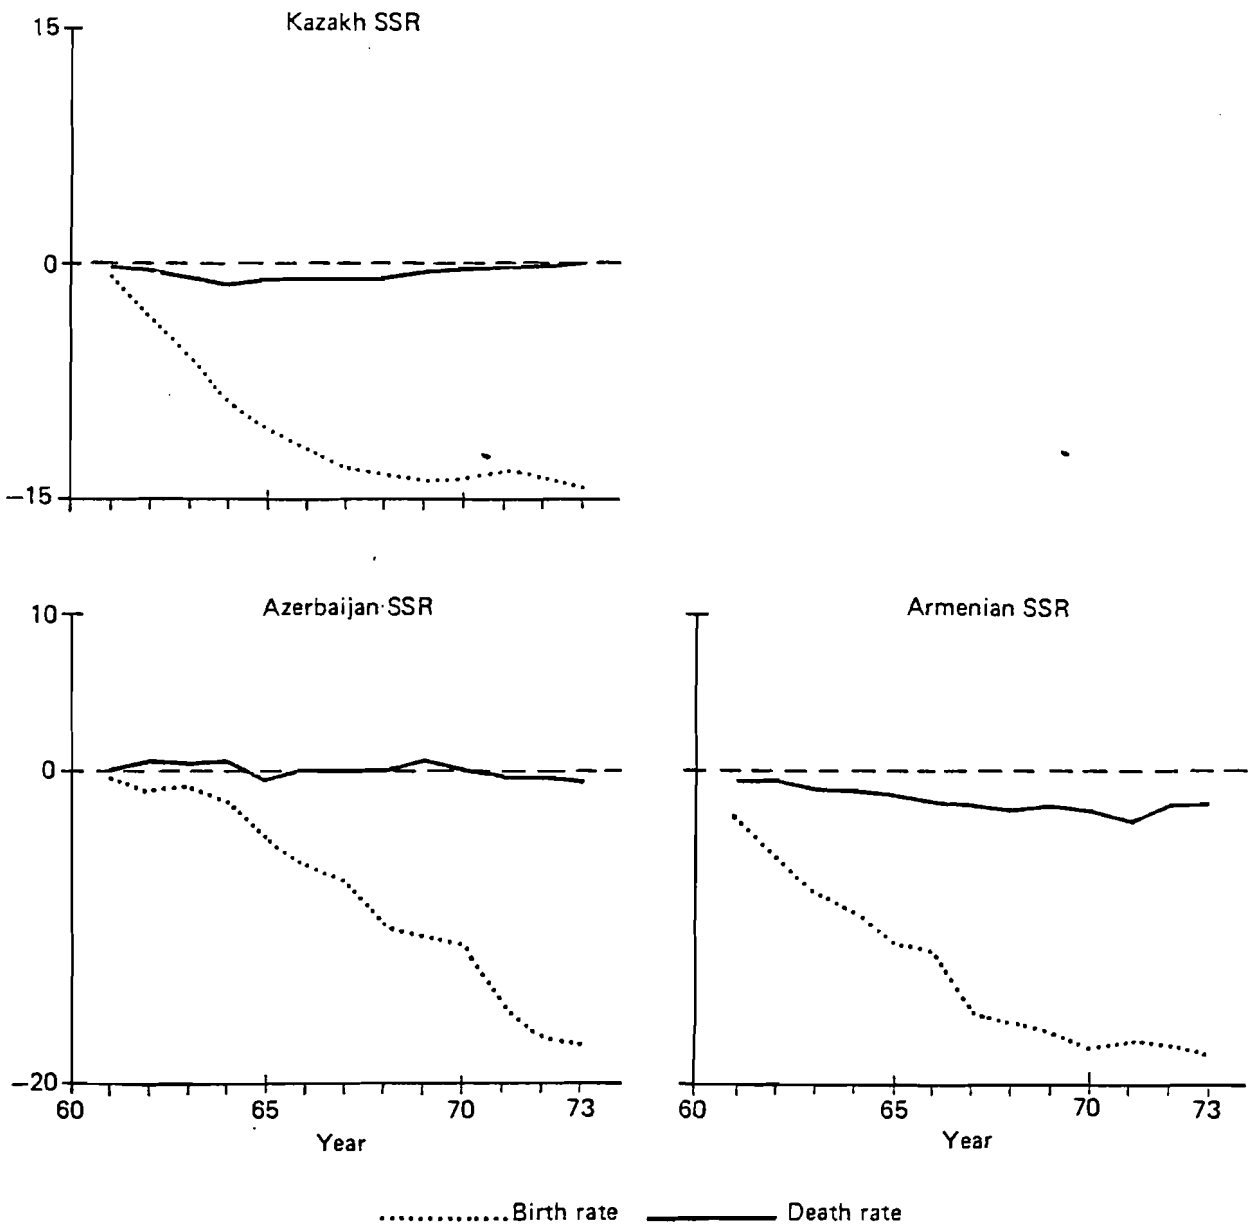 Kazakh SSR
15
0
−15
Azerbaijan SSR
10
0
−20
60 65 70 73
Year
Armenian SSR
60 65 70 73
Year
Birth rate Death rate